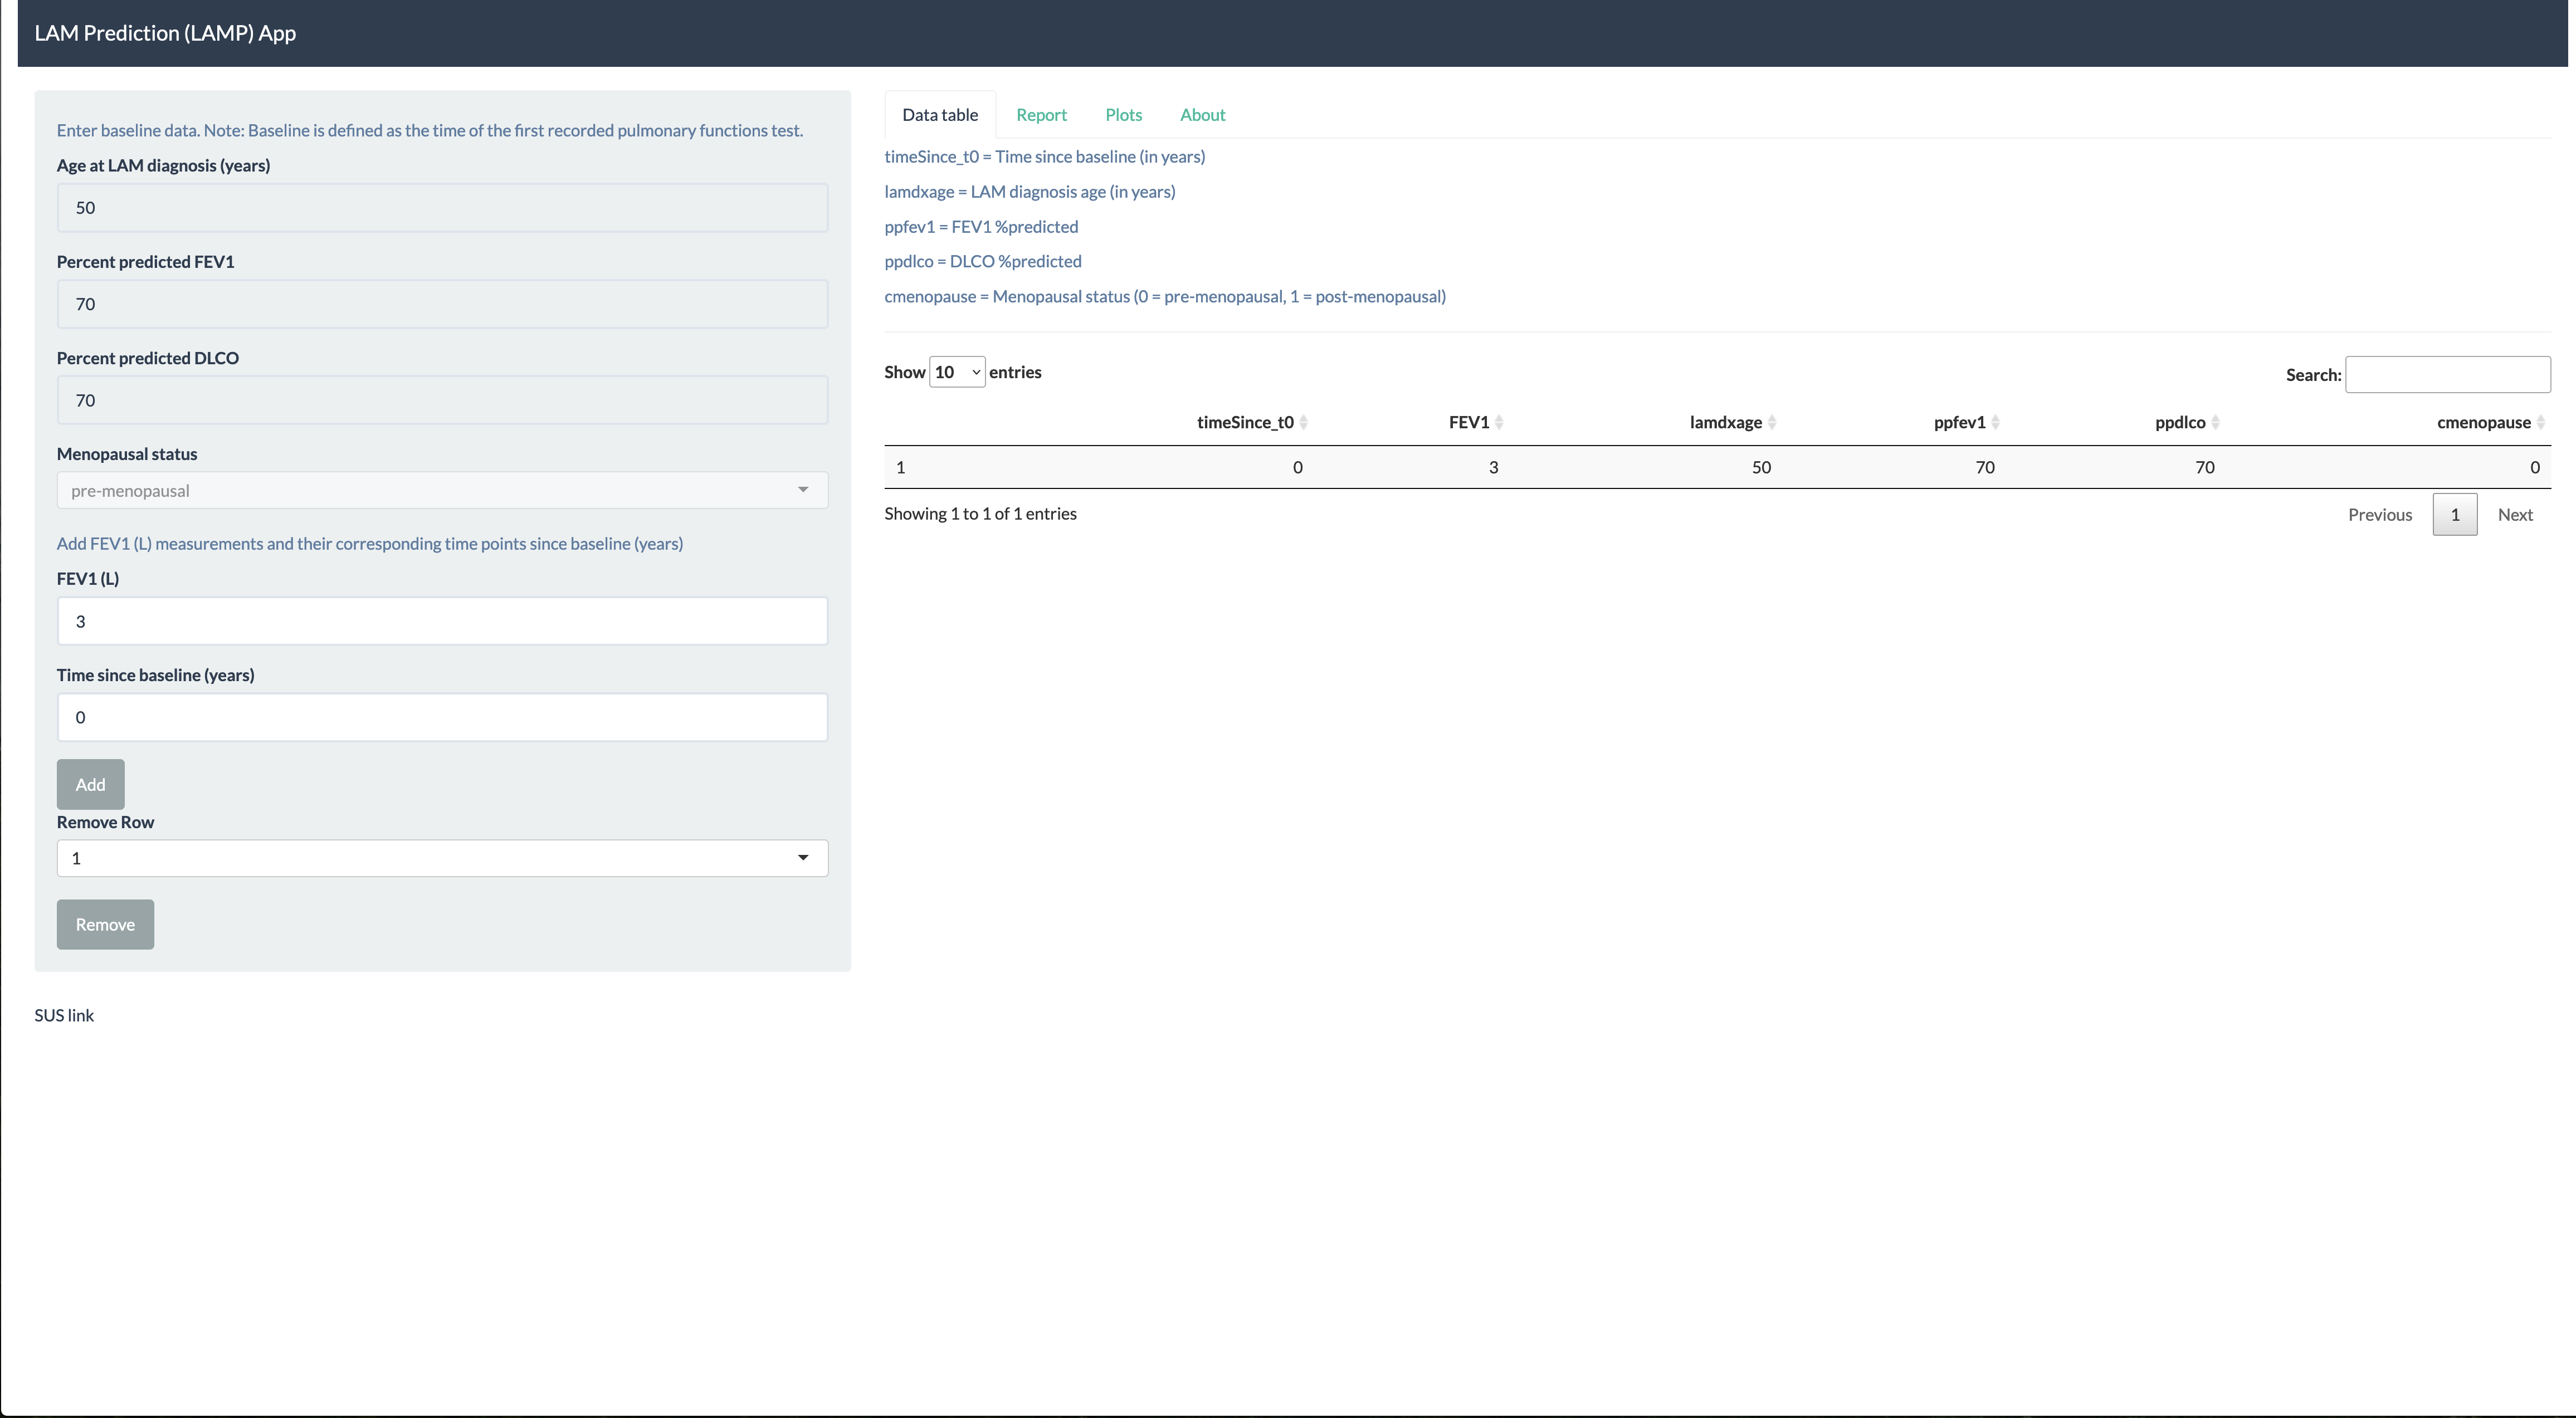 LAM Prediction (LAMP) App
Enter baseline data. Note: Baseline is defined as the time of the first recorded pulmonary functions test.
Age at LAM diagnosis (years)
50
Percent predicted FEV1
70
Percent predicted DLCO
70
Menopausal status
pre-menopausal
Add FEV1 (L) measurements and their corresponding time points since baseline (years)
FEV1 (L)
3
Time since baseline (years)
0
Add
Remove Row
1
Remove
SUS link
Data table Report Plots About
timeSince_t0 = Time since baseline (in years)
lamdxage = LAM diagnosis age (in years)
ppfev1 = FEV1 %predicted
ppdlco = DLCO %predicted
cmenopause = Menopausal status (0 = pre-menopausal, 1 = post-menopausal)
Show 10 entries Search:
timeSince_t0 FEV1 lamdxage ppfev1 ppdlco cmenopause
1 0 3 50 70 70 0
Showing 1 to 1 of 1 entries Previous 1 Next